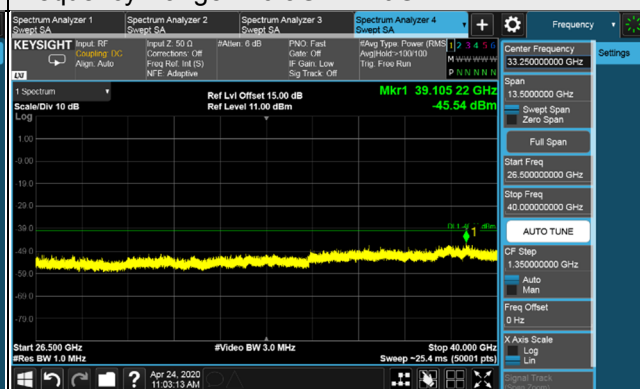 Spectrum Analyzer 1
Swept SA
Spectrum Analyzer 2
Swept SA
Spectrum Analyzer 3
Swept SA
Spectrum Analyzer 4
Swept SA
Frequency
KEYSIGHT
Input: RF
Coupling: DC
Align: Auto
Input Z: 50 Ω
Corrections: Off
Freq Ref: Int (S)
NFE: Adaptive
#Atten: 6 dB
PNO: Fast
Gate: Off
IF Gain: Low
Sig Track: Off
#Avg Type: Power (RMS
Avg|Hold:>100/100
Trig: Free Run
1 2 3 4 5 6
M W W W W W
P N N N N N
1 Spectrum
Scale/Div 10 dB
Log
Ref Lvl Offset 15.00 dB
Ref Level 11.00 dBm
Mkr1 39.105 22 GHz
-45.54 dBm
1.00
-9.00
-19.0
-29.0
-39.0
-49.0
-59.0
-69.0
-79.0
1
Start 26.500 GHz
#Res BW 1.0 MHz
#Video BW 3.0 MHz
Stop 40.000 GHz
Sweep ~25.4 ms (50001 pts)
Apr 24, 2020
11:03:13 AM
Center Frequency
33.250000000 GHz
Settings
Span
13.5000000 GHz
Swept Span
Zero Span
Full Span
Start Freq
26.500000000 GHz
Stop Freq
40.000000000 GHz
AUTO TUNE
CF Step
1.350000000 GHz
Auto
Man
Freq Offset
0 Hz
X Axis Scale
Log
Lin
Signal Track